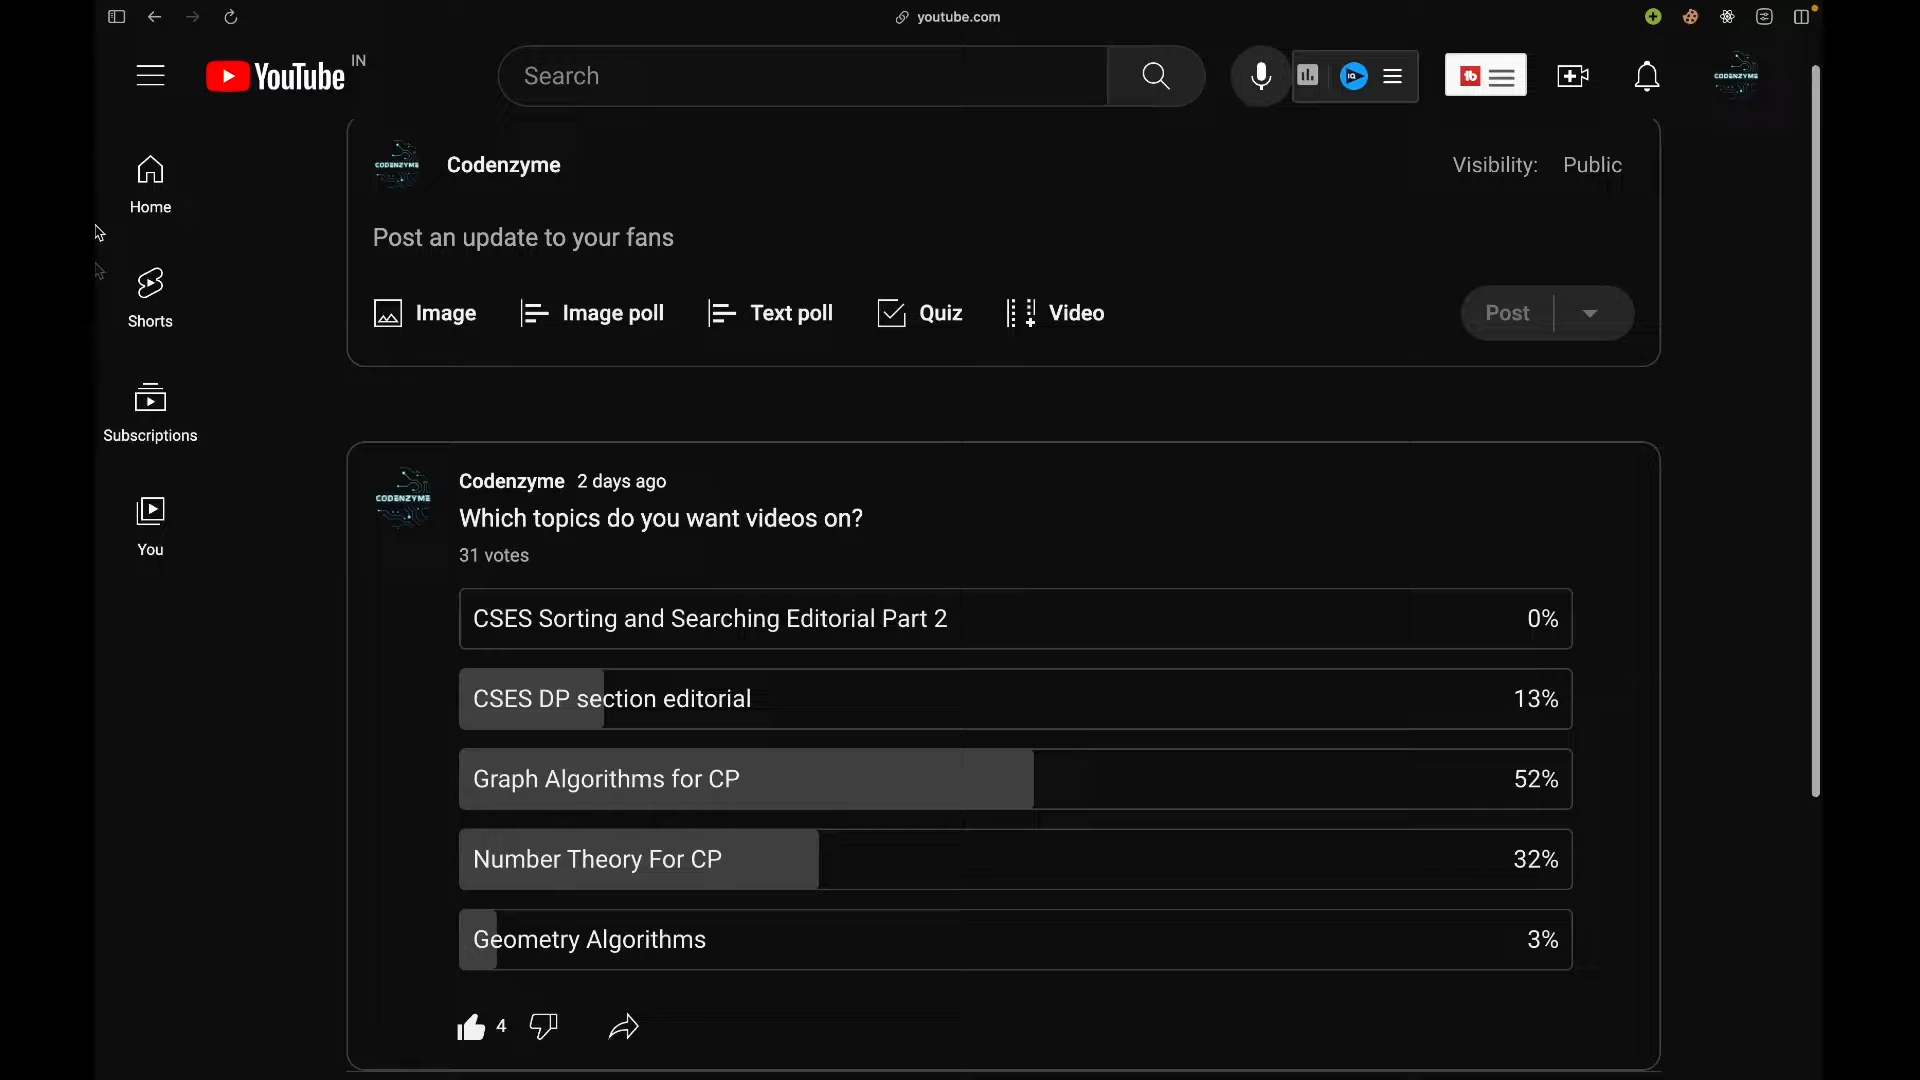 youtube.com
YouTube IN
Search
CODENZYME
CODENZYME
Codenzyme
Visibility: Public
Home
Post an update to your fans
Image
Image poll
Text poll
Quiz
Video
Post
Shorts
Subscriptions
You
CODENZYME
Codenzyme 2 days ago
Which topics do you want videos on?
31 votes
CSES Sorting and Searching Editorial Part 2 0%
CSES DP section editorial 13%
Graph Algorithms for CP 52%
Number Theory For CP 32%
Geometry Algorithms 3%
4